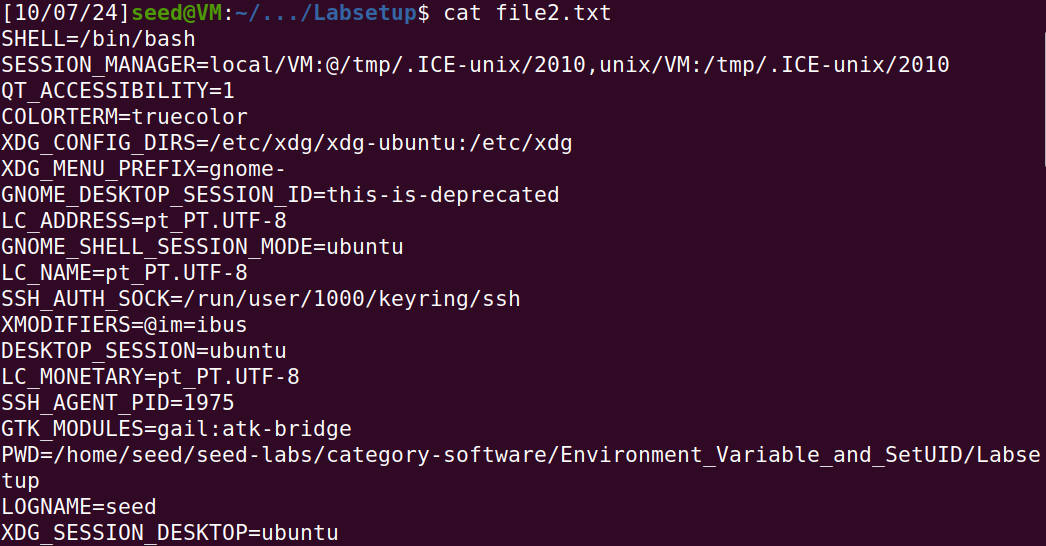 [10/07/24]seed@VM:~/.../Labsetup$ cat file2.txt
SHELL=/bin/bash
SESSION_MANAGER=local/VM:@/tmp/.ICE-unix/2010,unix/VM:/tmp/.ICE-unix/2010
QT_ACCESSIBILITY=1
COLORTERM=truecolor
XDG_CONFIG_DIRS=/etc/xdg/xdg-ubuntu:/etc/xdg
XDG_MENU_PREFIX=gnome-
GNOME_DESKTOP_SESSION_ID=this-is-deprecated
LC_ADDRESS=pt_PT.UTF-8
GNOME_SHELL_SESSION_MODE=ubuntu
LC_NAME=pt_PT.UTF-8
SSH_AUTH_SOCK=/run/user/1000/keyring/ssh
XMODIFIERS=@im=ibus
DESKTOP_SESSION=ubuntu
LC_MONETARY=pt_PT.UTF-8
SSH_AGENT_PID=1975
GTK_MODULES=gail:atk-bridge
PWD=/home/seed/seed-labs/category-software/Environment_Variable_and_SetUID/Labse
tup
LOGNAME=seed
XDG_SESSION_DESKTOP=ubuntu